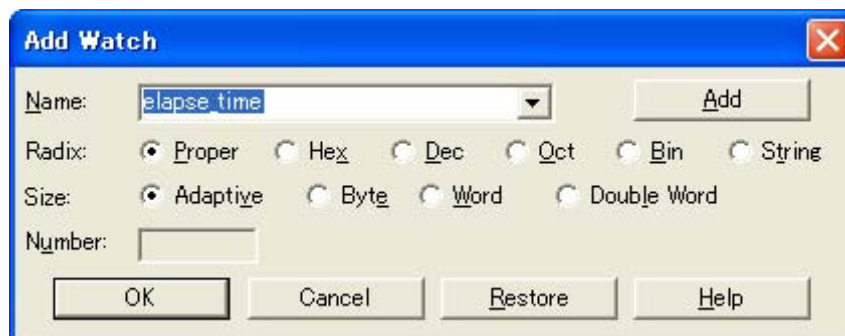 Add Watch
Name: elapse_time Add
Radix: Proper Hex Dec Oct Bin String
Size: Adaptive Byte Word Double Word
Number:
OK Cancel Restore Help